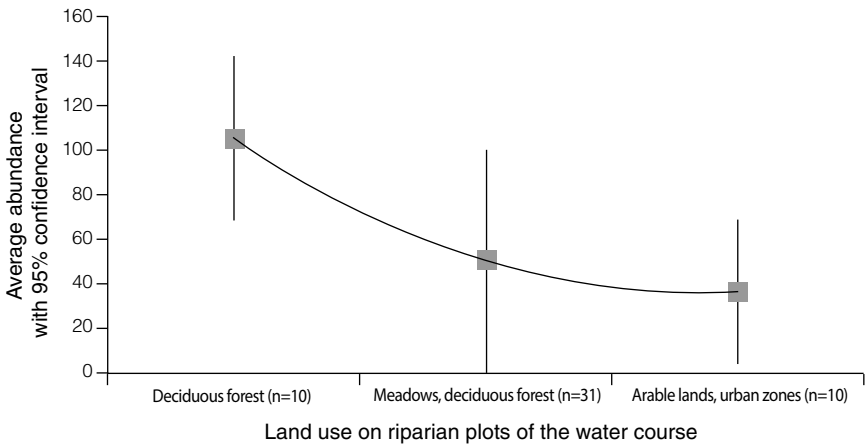 Average abundance
with 95% confidence interval
160
140
120
100
80
60
40
20
0
Deciduous forest (n=10)
Meadows, deciduous forest (n=31)
Arable lands, urban zones (n=10)
Land use on riparian plots of the water course